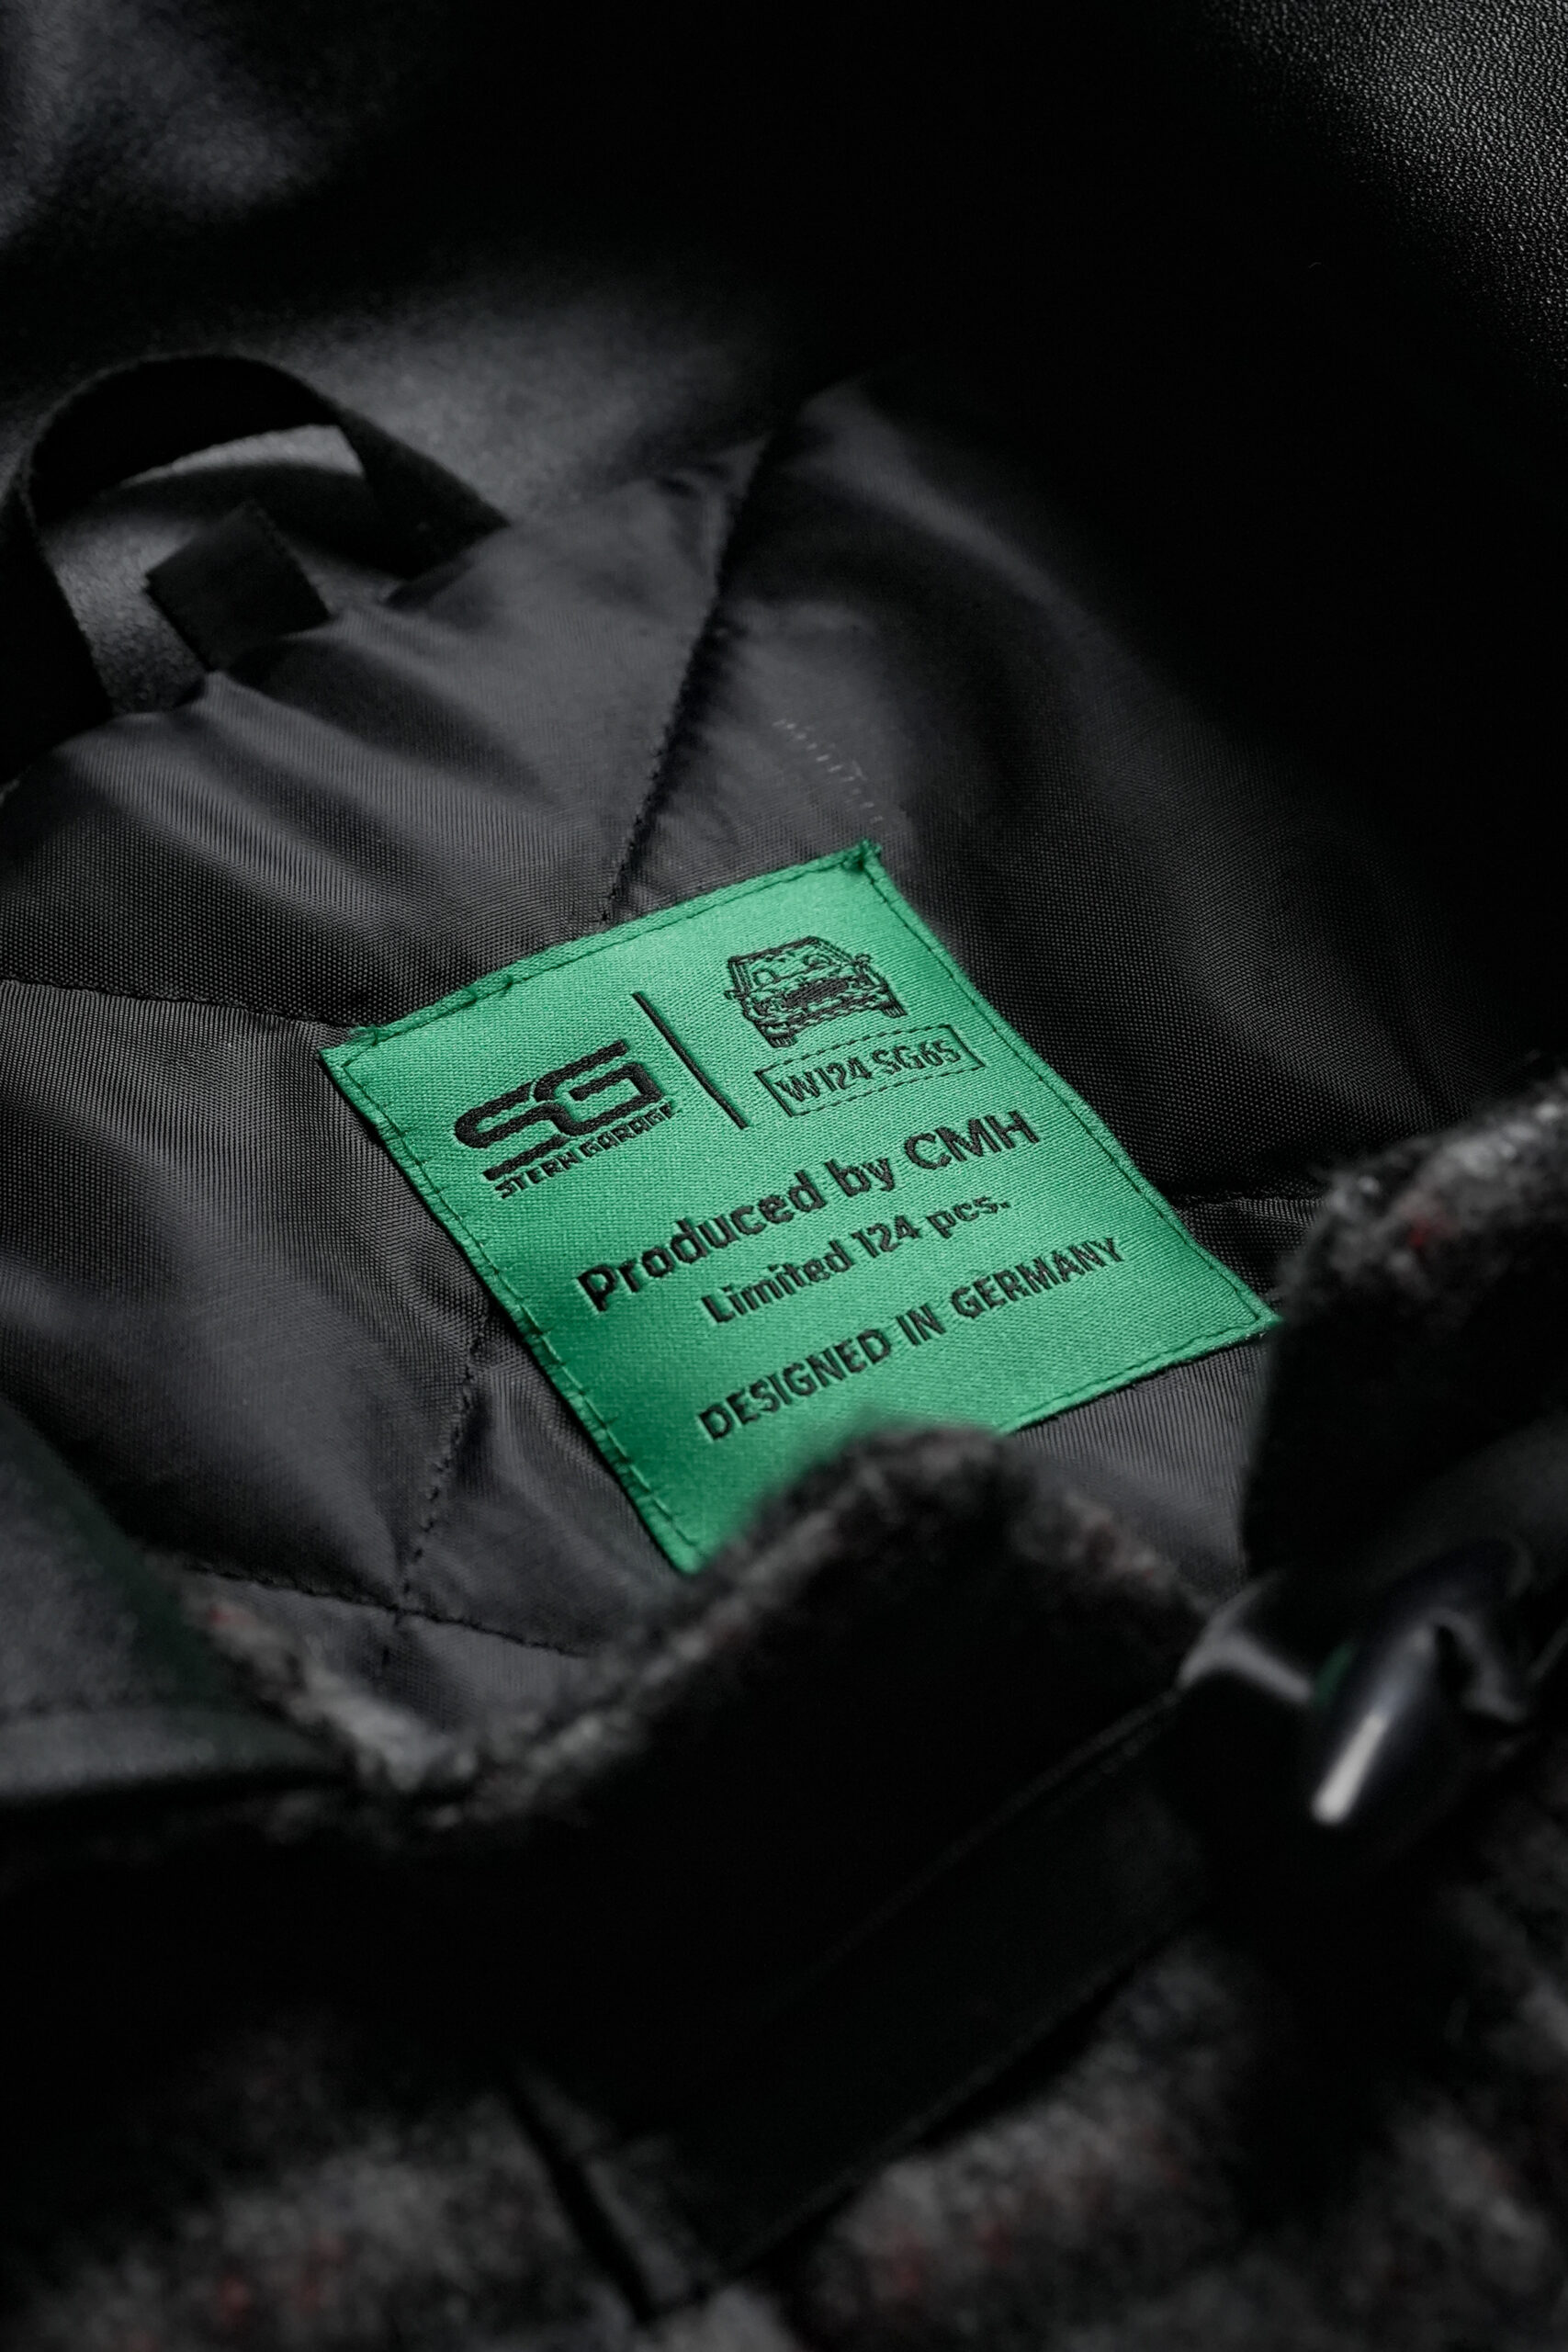 SG
STERN GARAGE
W124 SG65
Produced by CMH
Limited 124 pcs.
DESIGNED IN GERMANY